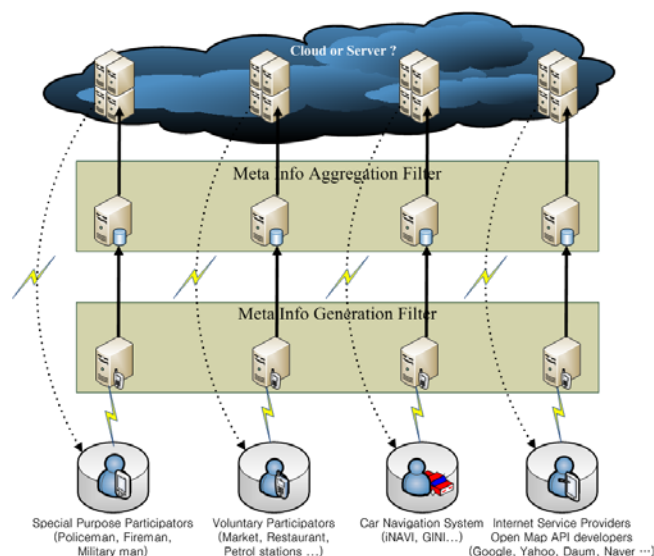 Cloud or Server ?
Meta Info Aggregation Filter
Meta Info Generation Filter
Special Purpose Participators
(Policeman, Fireman,
Military man)
Voluntary Participators
(Market, Restaurant,
Petrol stations ...)
Car Navigation System
(iNAVI, GINI...)
Internet Service Providers
Open Map API developers
(Google, Yahoo, Daum, Naver ...)